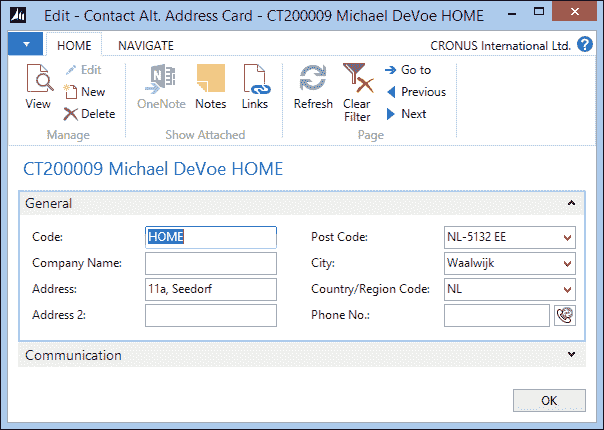 Edit - Contact Alt. Address Card - CT200009 Michael DeVoe HOME
HOME NAVIGATE CRONUS International Ltd. ?
View Edit New Delete OneNote Notes Links Refresh Clear Filter Go to Previous Next
Manage Show Attached Page
CT200009 Michael DeVoe HOME
General
Code: HOME Post Code: NL-5132 EE
Company Name: City: Waalwijk
Address: 11a, Seedorf Country/Region Code: NL
Address 2: Phone No.:
Communication
OK